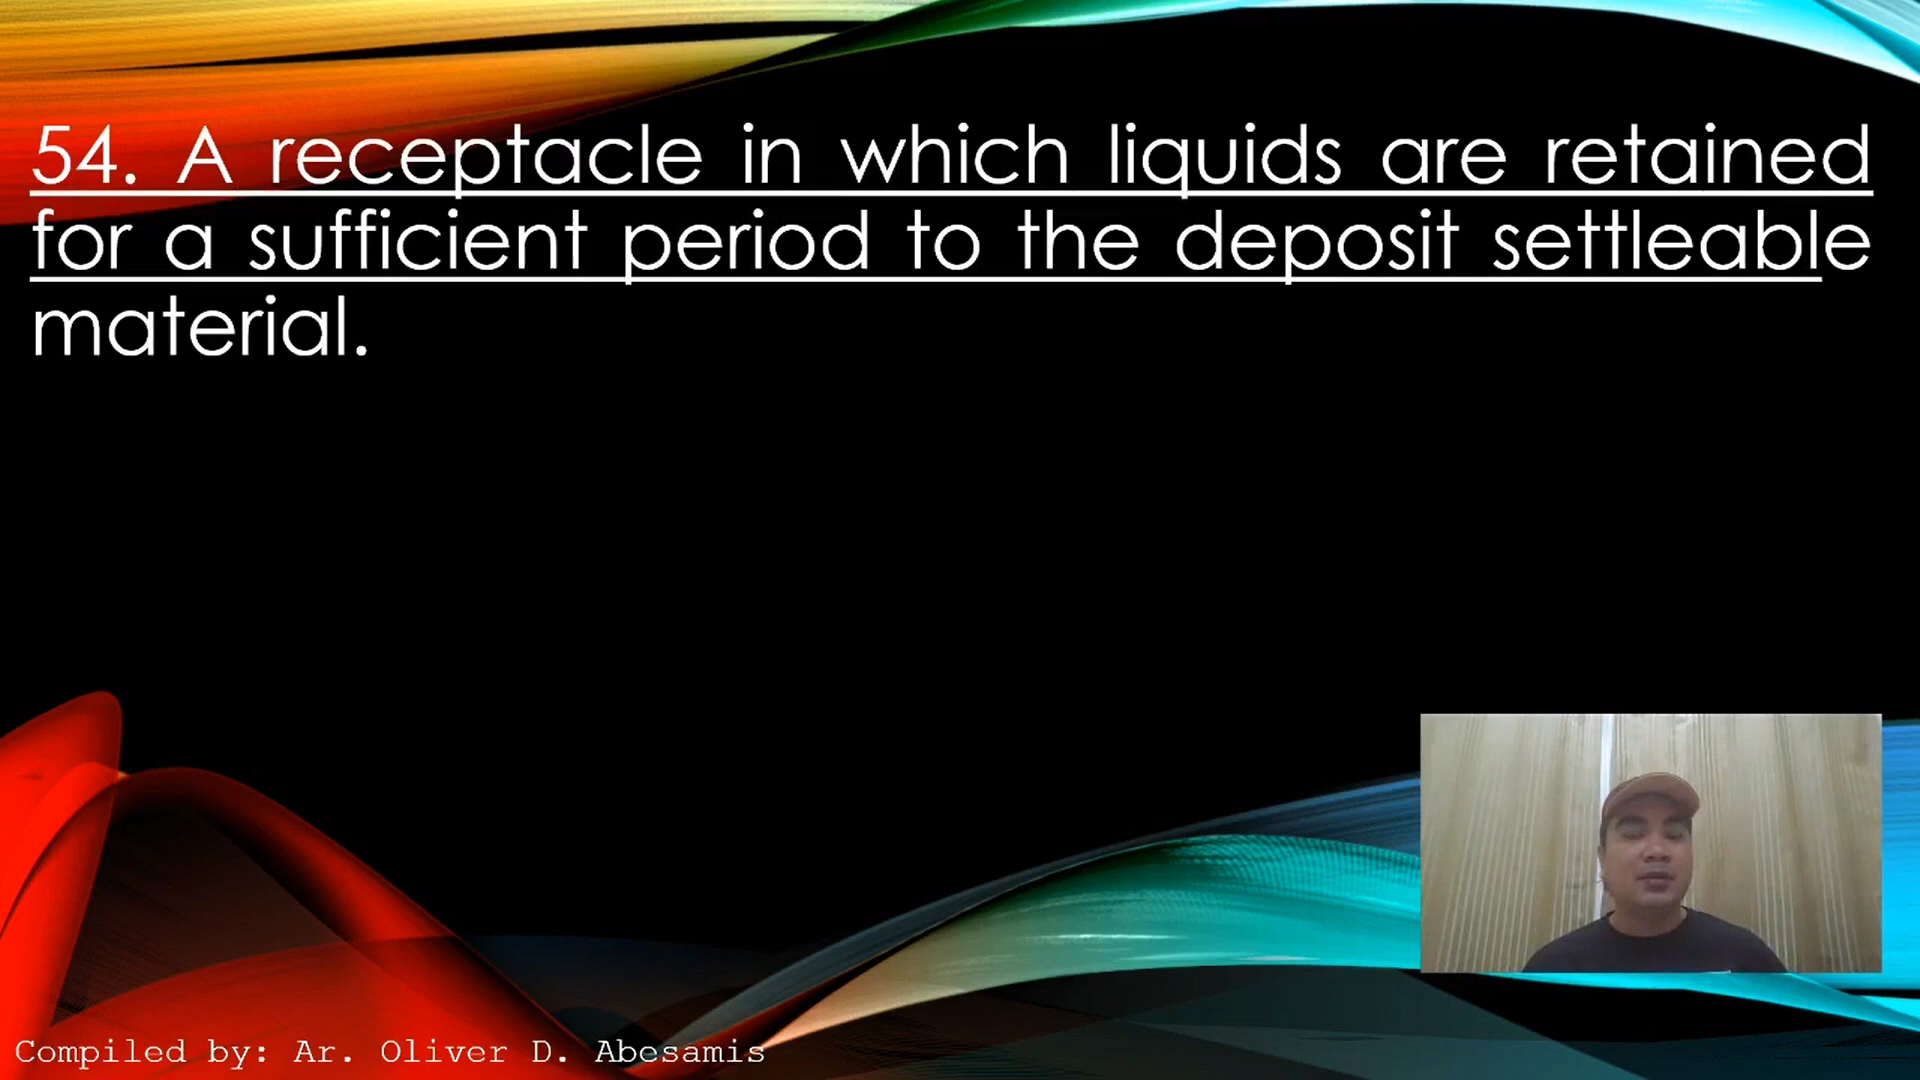 54. A receptacle in which liquids are retained
for a sufficient period to the deposit settleable
material.
Compiled by: Ar. Oliver D. Abesamis